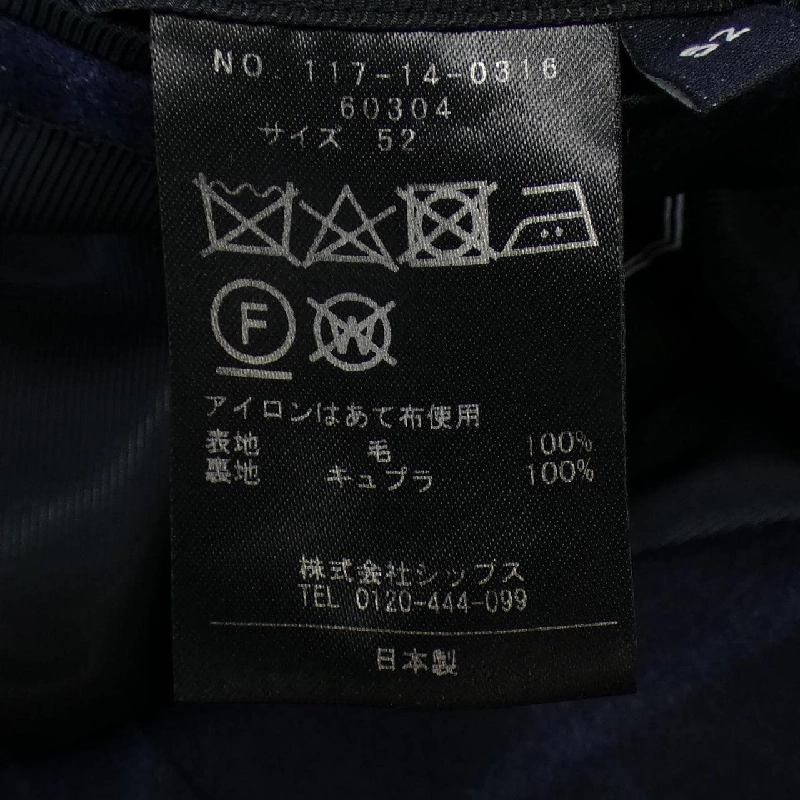 NO. 117-14-0316
60304
サイズ 52
F
W
アイロンはあて布使用
表地 毛 100%
裏地 キュプラ 100%
株式会社シップス
TEL 0120-444-099
日本製